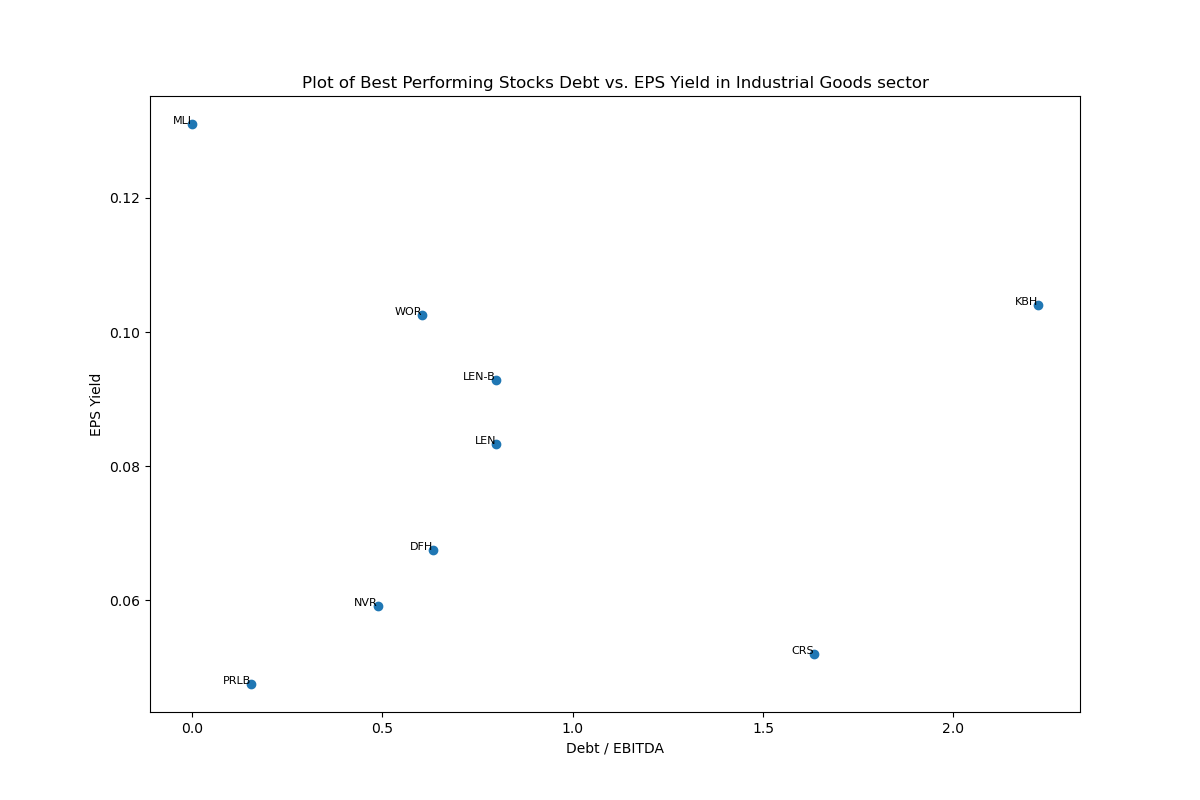 Plot of Best Performing Stocks Debt vs. EPS Yield in Industrial Goods sector
MLI
0.12
WOR
KBH
0.10
LEN-B
EPS Yield
LEN
0.08
DFH
NVR
0.06
CRS
PRLB
0.0 0.5 1.0 1.5 2.0
Debt / EBITDA